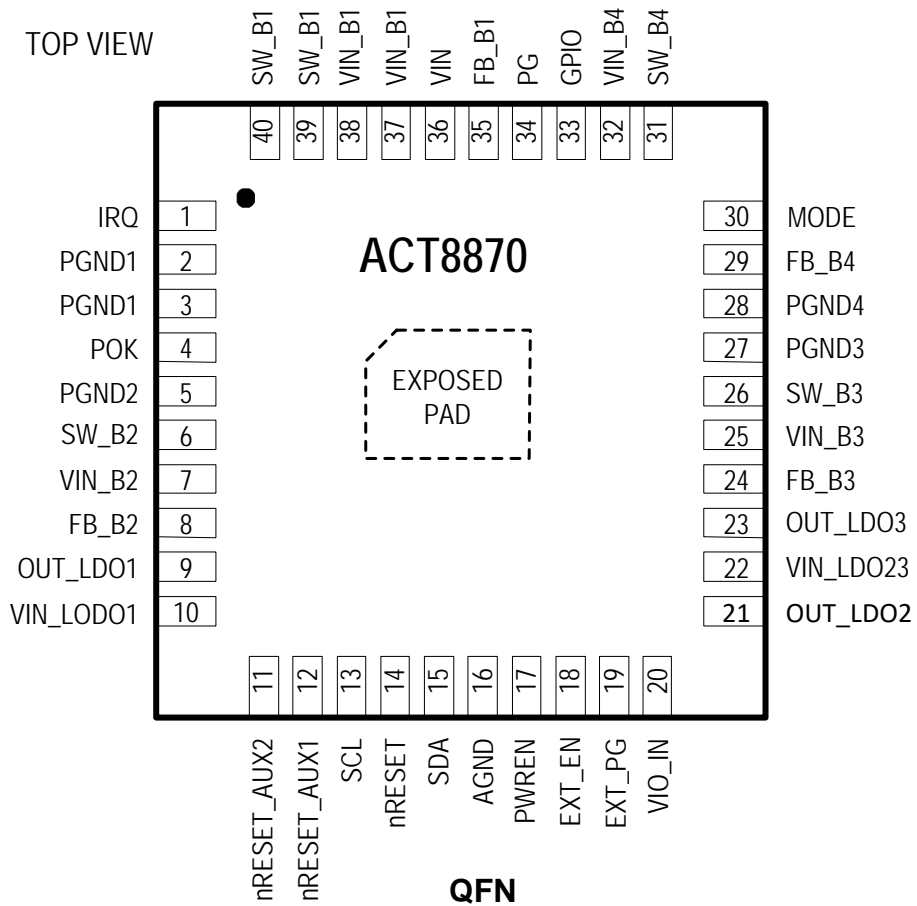 TOP VIEW
SW_B1
SW_B1
VIN_B1
VIN_B1
VIN
FB_B1
PG
GPIO
VIN_B4
SW_B4
40
39
38
37
36
35
34
33
32
31
IRQ 1
PGND1 2
PGND1 3
POK 4
PGND2 5
SW_B2 6
VIN_B2 7
FB_B2 8
OUT_LDO1 9
VIN_LODO1 10
ACT8870
EXPOSED
PAD
30 MODE
29 FB_B4
28 PGND4
27 PGND3
26 SW_B3
25 VIN_B3
24 FB_B3
23 OUT_LDO3
22 VIN_LDO23
21 OUT_LDO2
11
12
13
14
15
16
17
18
19
20
nRESET_AUX2
nRESET_AUX1
SCL
nRESET
SDA
AGND
PWREN
EXT_EN
EXT_PG
VIO_IN
QFN